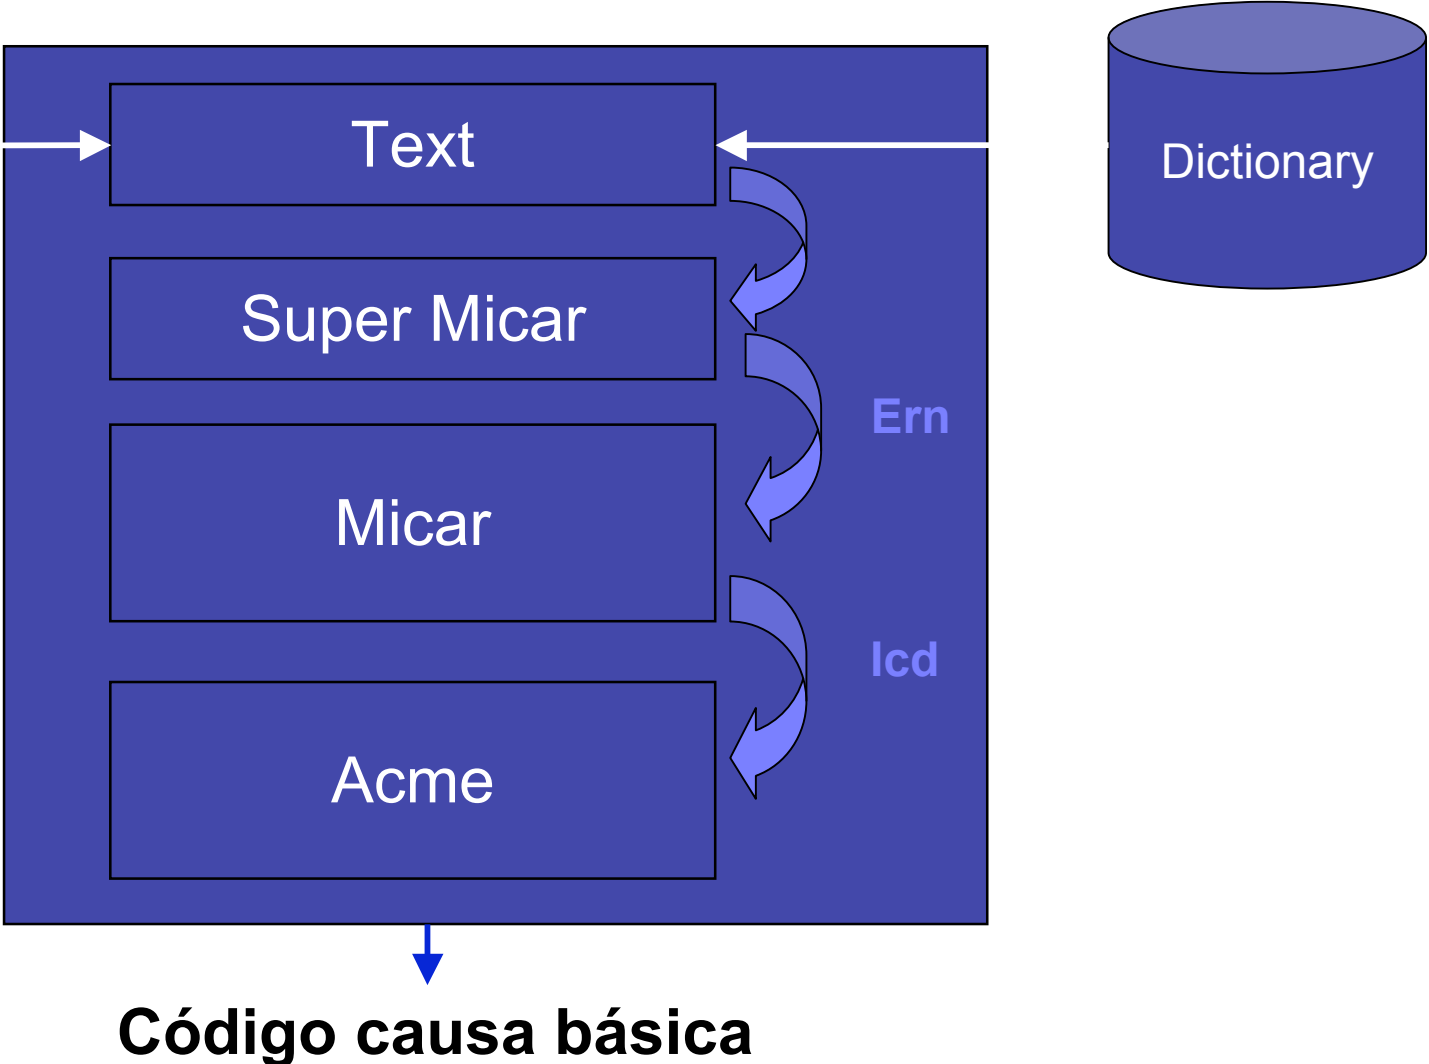 Text
Dictionary
Super Micar
Ern
Micar
Icd
Acme
Código causa básica